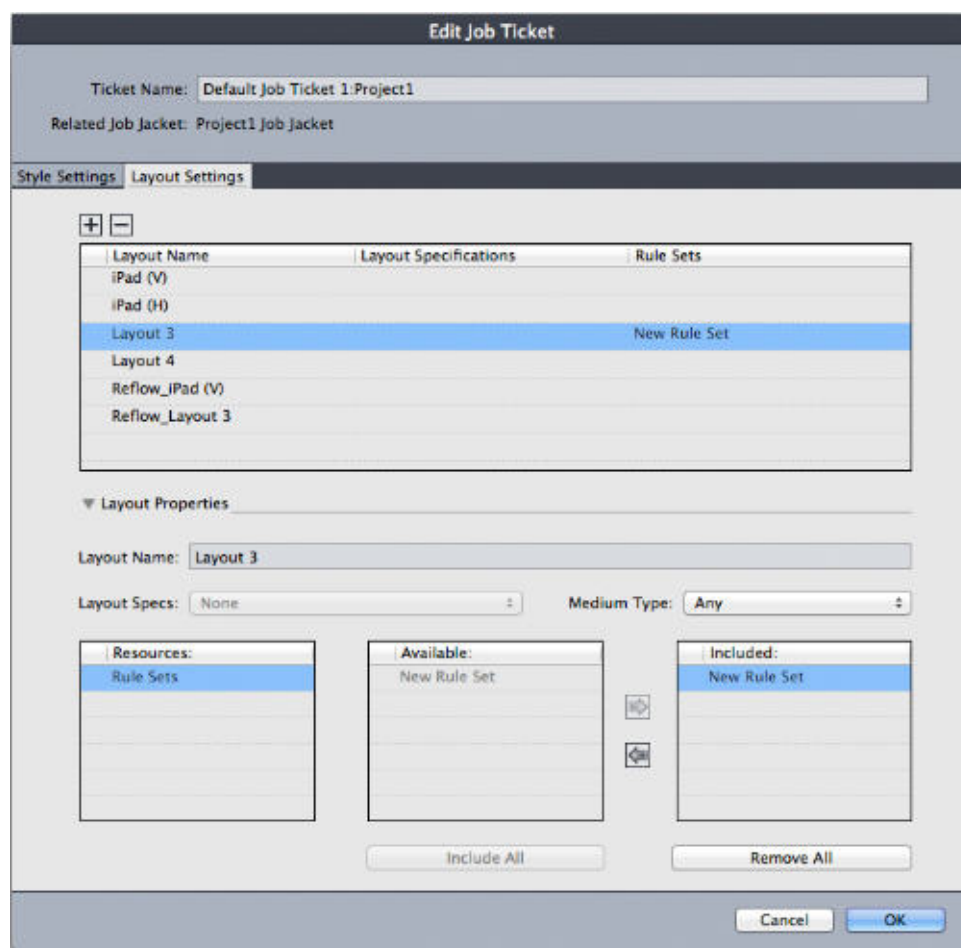 Edit Job Ticket
Ticket Name: Default Job Ticket 1:Project1
Related Job Jacket: Project1 Job Jacket
Style Settings Layout Settings
Layout Name Layout Specifications Rule Sets
iPad (V)
iPad (H)
Layout 3 New Rule Set
Layout 4
Reflow_iPad (V)
Reflow_Layout 3
Layout Properties
Layout Name: Layout 3
Layout Specs: None Medium Type: Any
Resources: Available: Included:
Rule Sets New Rule Set New Rule Set
Include All Remove All
Cancel OK